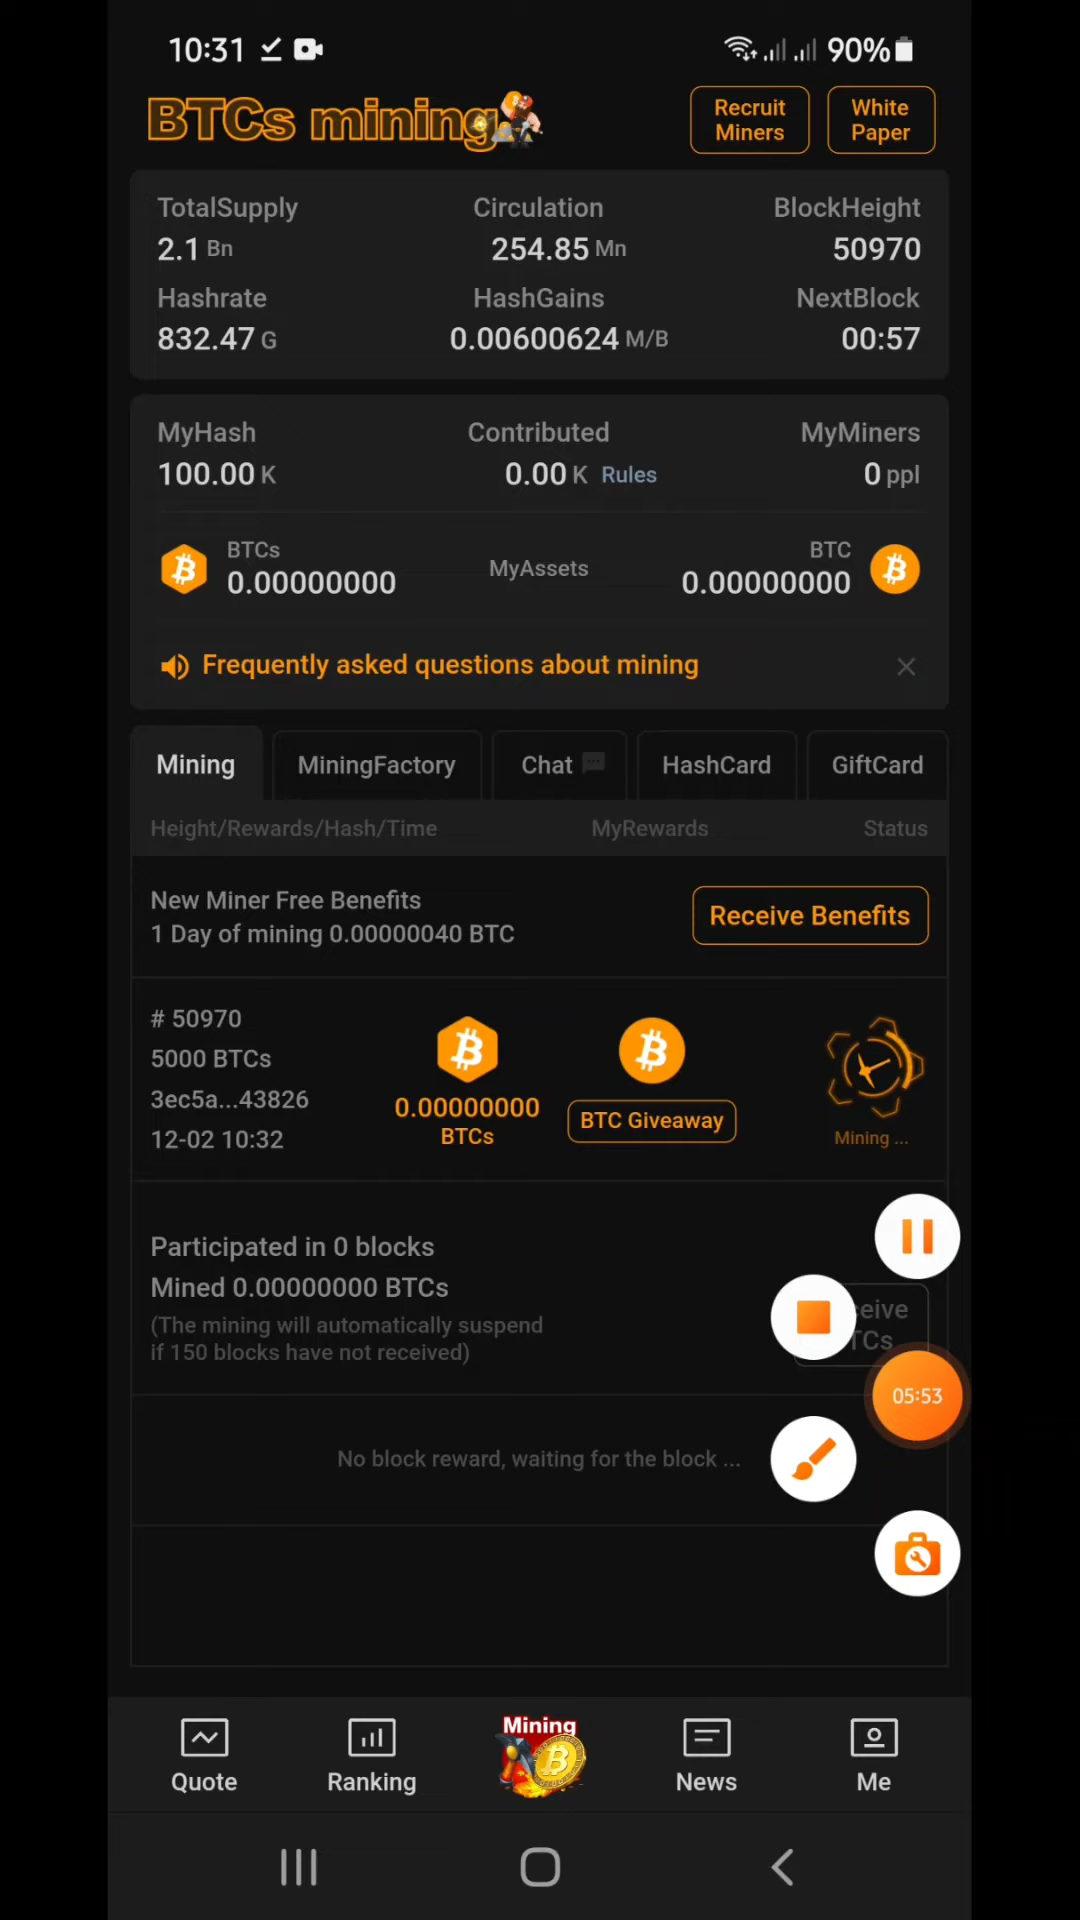 10:31 90%
BTCs mining
Recruit Miners
White Paper
TotalSupply Circulation BlockHeight
2.1 Bn 254.85 Mn 50970
Hashrate HashGains NextBlock
832.47 G 0.00600624 M/B 00:57
MyHash Contributed MyMiners
100.00 K 0.00 K Rules 0 ppl
BTCs MyAssets BTC
0.00000000 0.00000000
Frequently asked questions about mining
Mining MiningFactory Chat HashCard GiftCard
Height/Rewards/Hash/Time MyRewards Status
New Miner Free Benefits
1 Day of mining 0.00000040 BTC
Receive Benefits
# 50970
5000 BTCs
3ec5a...43826
12-02 10:32
0.00000000
BTCs
BTC Giveaway
Mining ...
Participated in 0 blocks
Mined 0.00000000 BTCs
(The mining will automatically suspend
if 150 blocks have not received)
05:53
No block reward, waiting for the block ...
Mining
Quote Ranking News Me